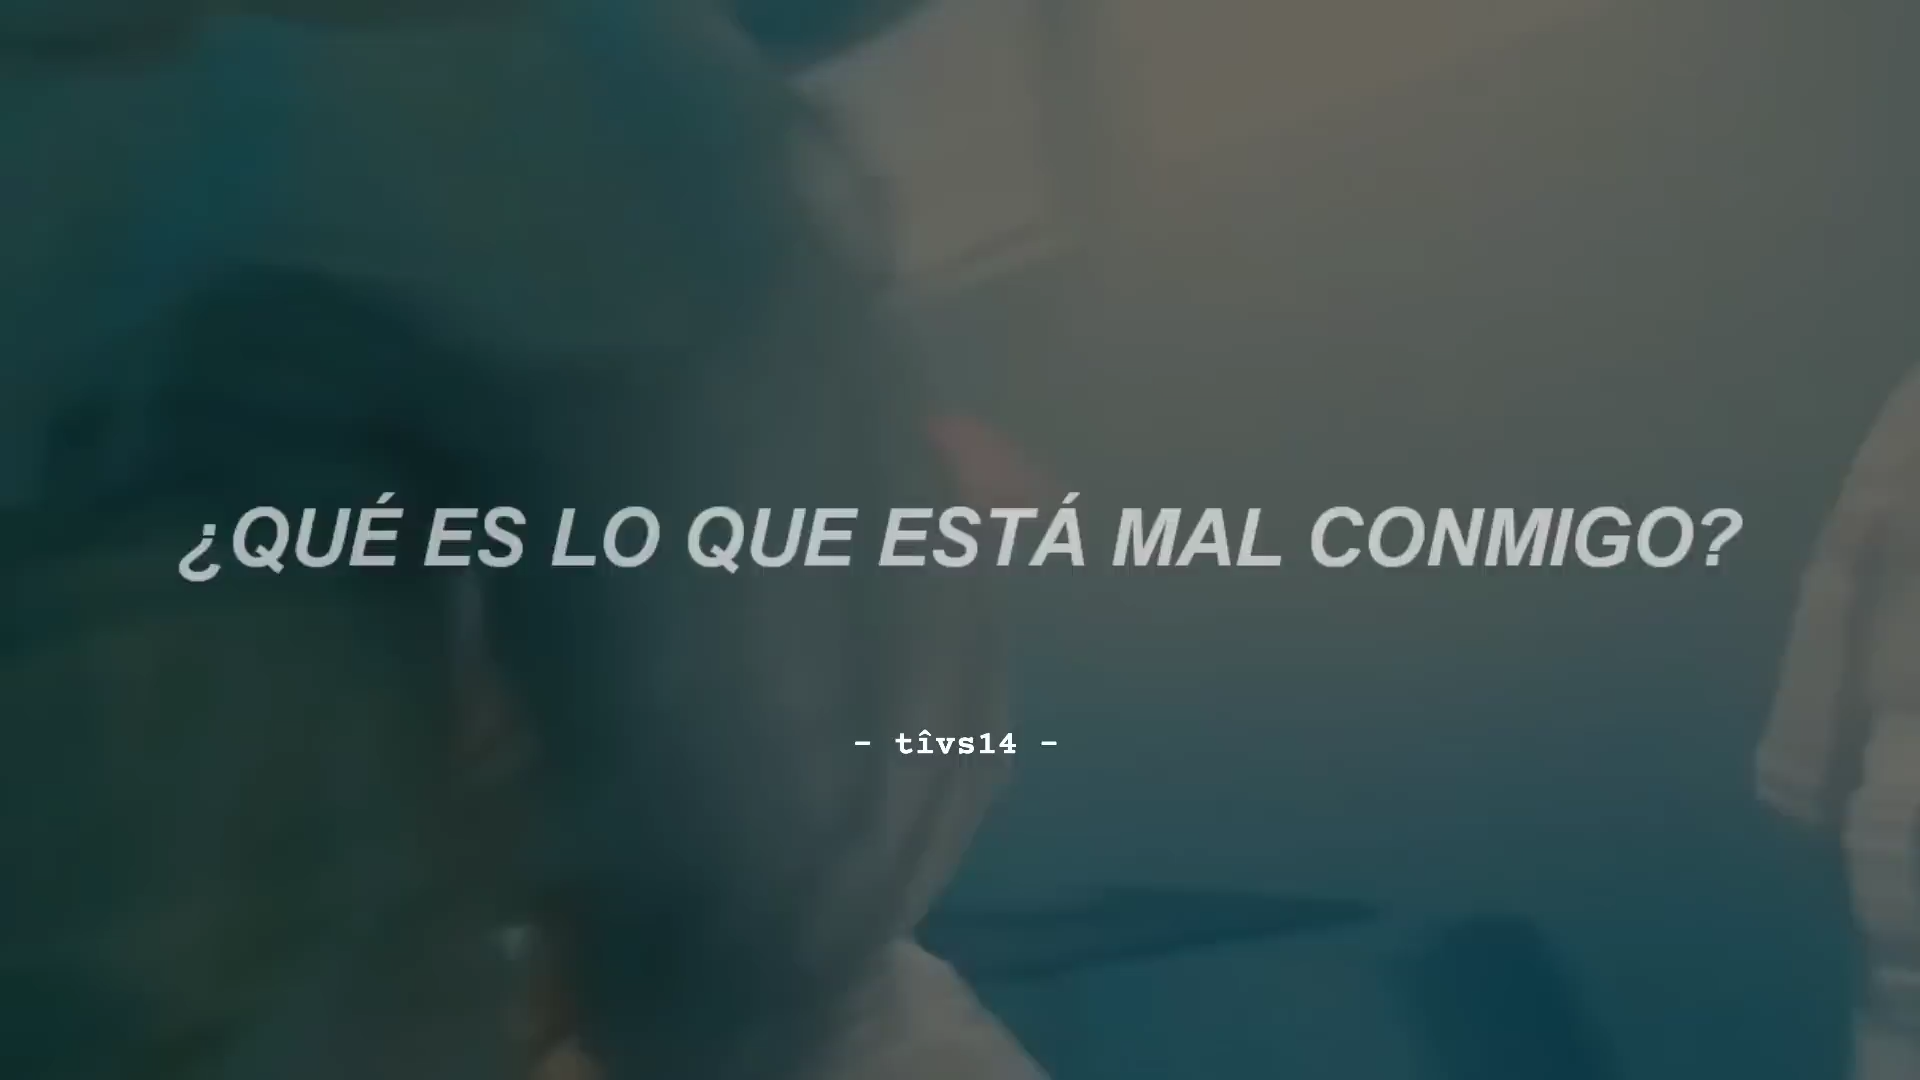 ¿QUÉ ES LO QUE ESTÁ MAL CONMIGO?
- tîvs14 -